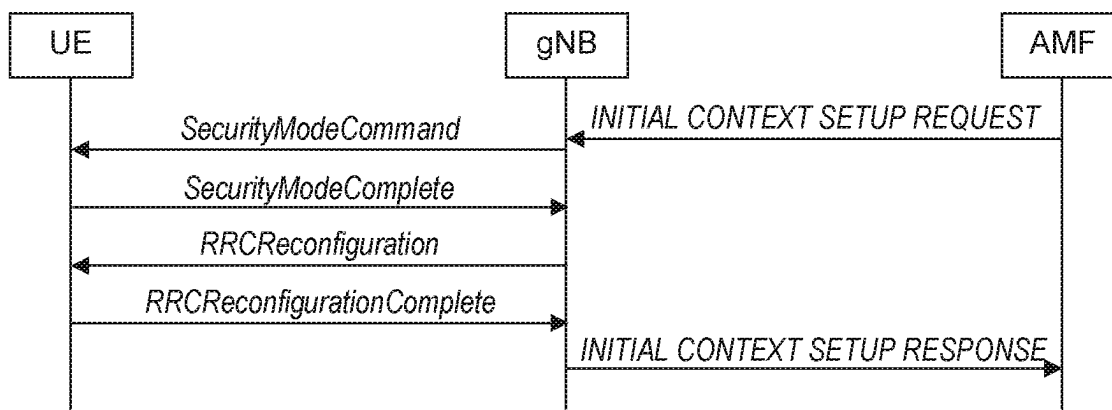 UE
gNB
AMF
INITIAL CONTEXT SETUP REQUEST
SecurityModeCommand
SecurityModeComplete
RRCReconfiguration
RRCReconfigurationComplete
INITIAL CONTEXT SETUP RESPONSE